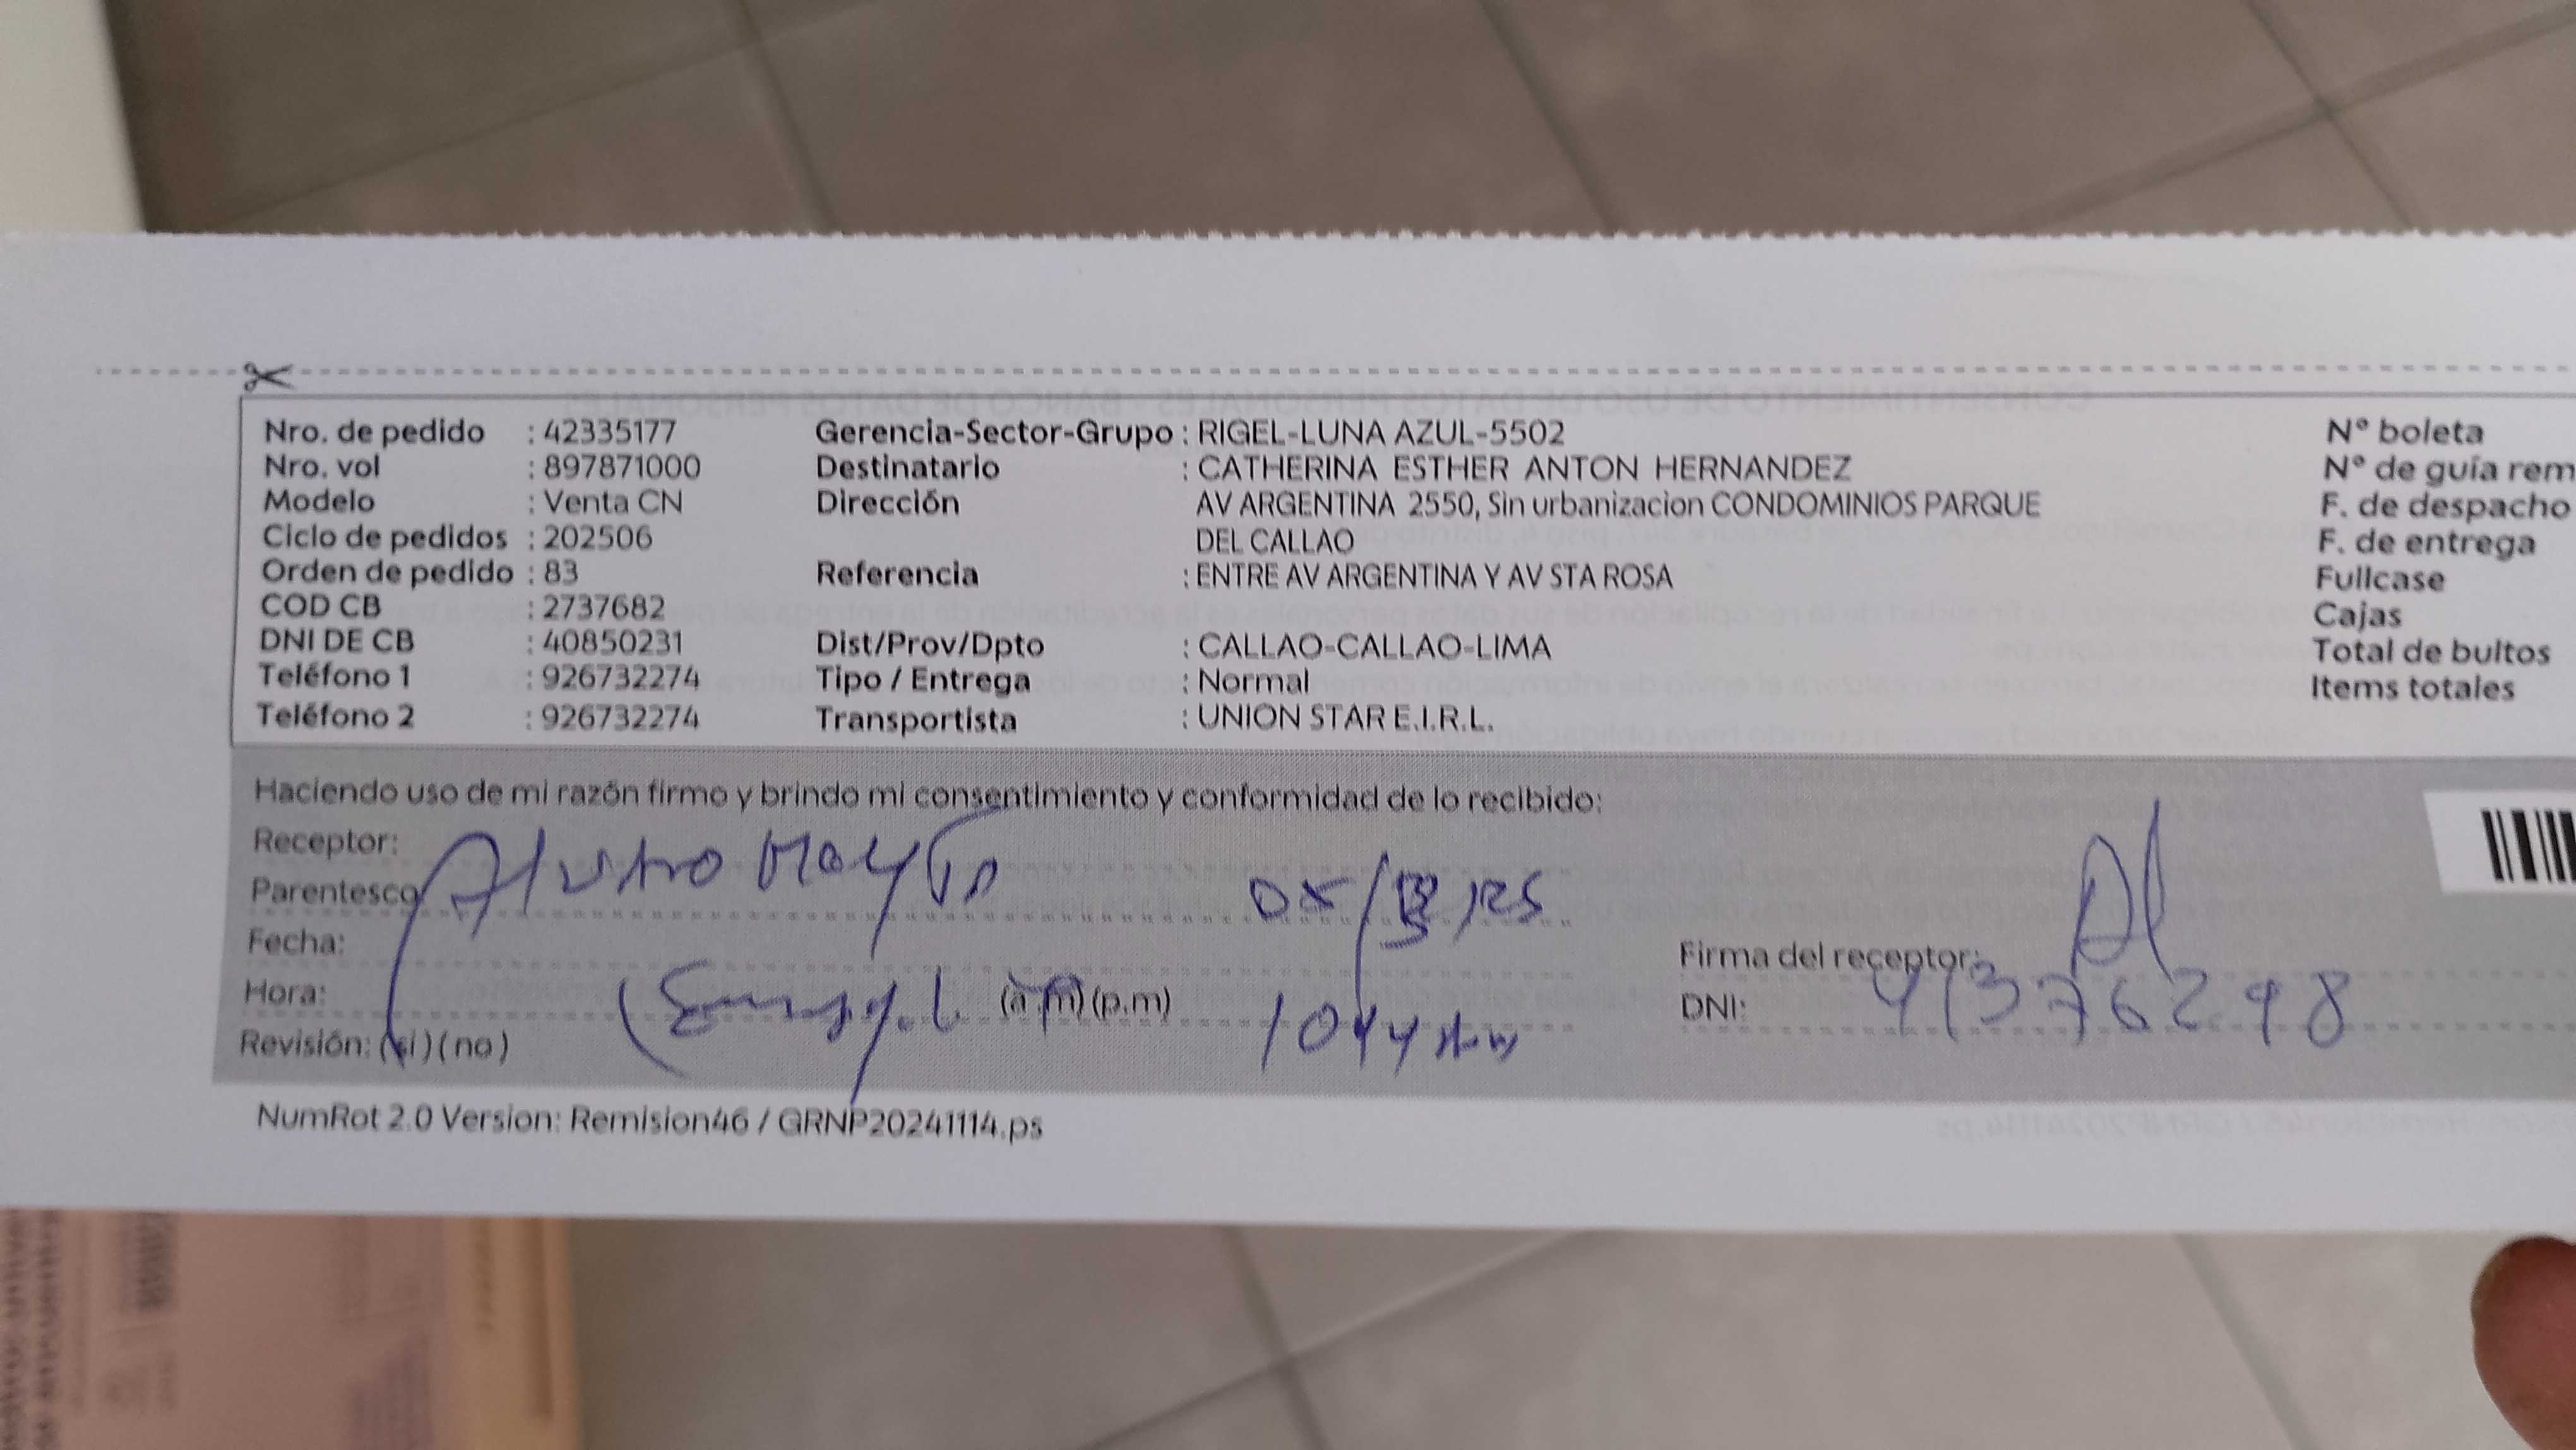 Nro. de pedido : 42335177 Gerencia-Sector-Grupo : RIGEL-LUNA AZUL-5502 N° boleta
Nro. vol : 897871000 Destinatario : CATHERINA ESTHER ANTON HERNANDEZ N° de guía rem
Modelo : Venta CN Dirección AV ARGENTINA 2550, Sin urbanizacion CONDOMINIOS PARQUE F. de despacho
Ciclo de pedidos : 202506 DEL CALLAO F. de entrega
Orden de pedido : 83 Referencia : ENTRE AV ARGENTINA Y AV STA ROSA Fullcase
COD CB : 2737682 Cajas
DNI DE CB : 40850231 Dist/Prov/Dpto : CALLAO-CALLAO-LIMA Total de bultos
Teléfono 1 : 926732274 Tipo / Entrega : Normal Items totales
Teléfono 2 : 926732274 Transportista : UNION STAR E.I.R.L.
Haciendo uso de mi razón firmo y brindo mi consentimiento y conformidad de lo recibido:
Receptor:
Parentesco
Fecha:
Firma del receptor:
Hora: (a.m) (p.m)
DNI: 41376298
Revisión: (si) (no)
NumRot 2.0 Version: Remision46 / GRNP20241114.ps